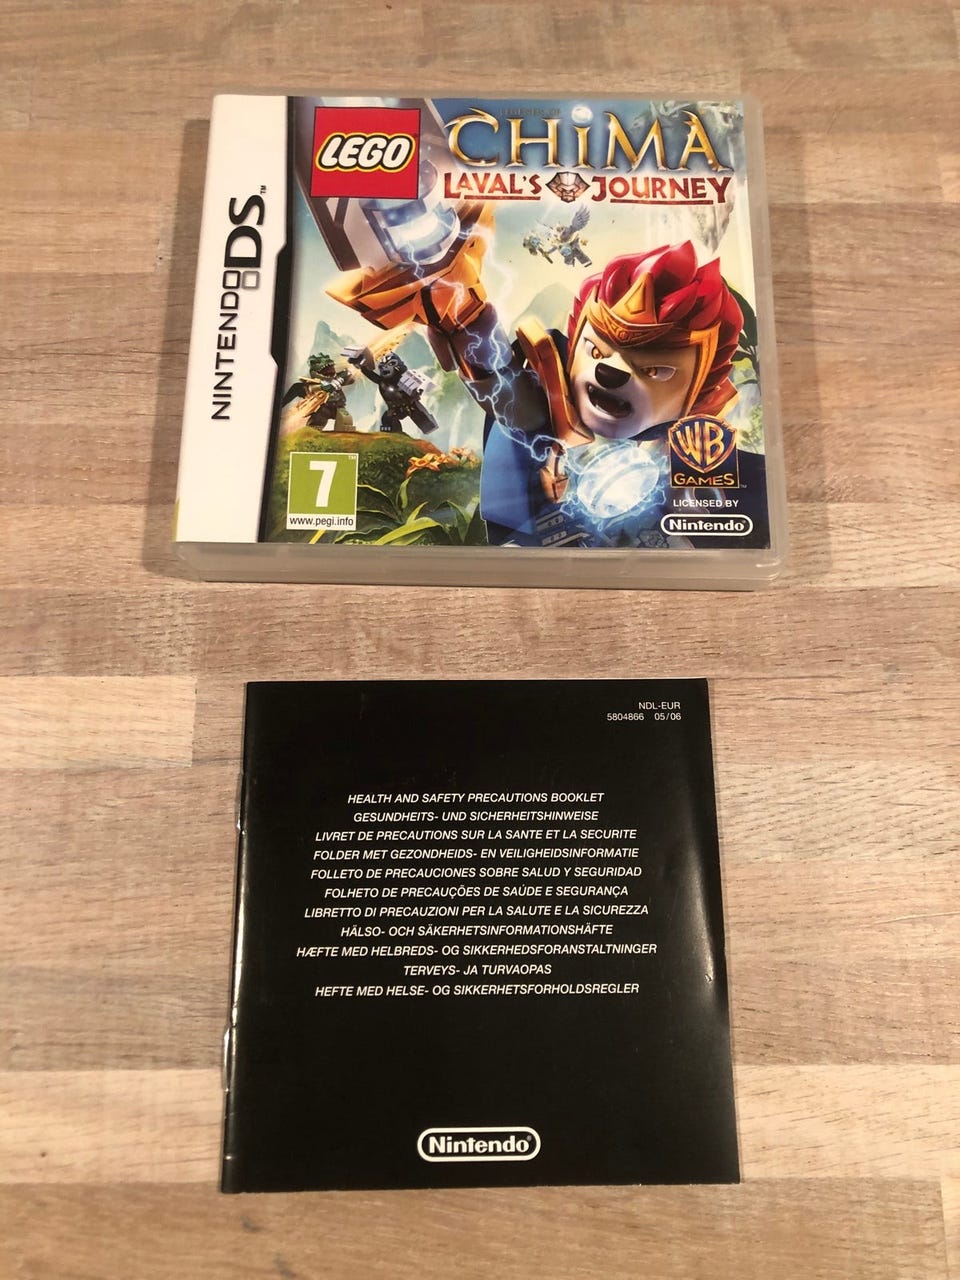 LEGO
LEGENDS OF
CHIMA
LAVAL'S JOURNEY
NINTENDO DS™
7
www.pegi.info
WB
GAMES
LICENSED BY
Nintendo®
NDL-EUR
5804866 05/06
HEALTH AND SAFETY PRECAUTIONS BOOKLET
GESUNDHEITS- UND SICHERHEITSHINWEISE
LIVRET DE PRECAUTIONS SUR LA SANTE ET LA SECURITE
FOLDER MET GEZONDHEIDS- EN VEILIGHEIDSINFORMATIE
FOLLETO DE PRECAUCIONES SOBRE SALUD Y SEGURIDAD
FOLHETO DE PRECAUÇÕES DE SAÚDE E SEGURANÇA
LIBRETTO DI PRECAUZIONI PER LA SALUTE E LA SICUREZZA
HÄLSO- OCH SÄKERHETSINFORMATIONSHÄFTE
HÆFTE MED HELBREDS- OG SIKKERHEDSFORANSTALTNINGER
TERVEYS- JA TURVAOPAS
HEFTE MED HELSE- OG SIKKERHETSFORHOLDSREGLER
Nintendo®